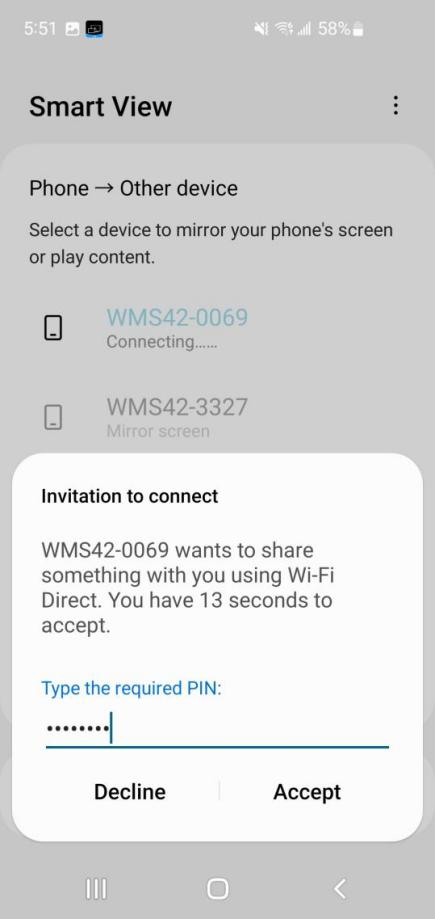 5:51
58%
Smart View
Phone → Other device
Select a device to mirror your phone's screen
or play content.
WMS42-0069
Connecting......
WMS42-3327
Mirror screen
Invitation to connect
WMS42-0069 wants to share
something with you using Wi-Fi
Direct. You have 13 seconds to
accept.
Type the required PIN:
••••••••
Decline
Accept